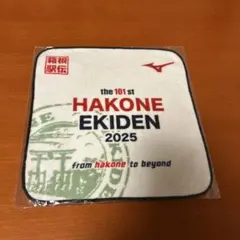 箱根
駅伝
the 101 st
HAKONE
EKIDEN
2025
from hakone to beyond